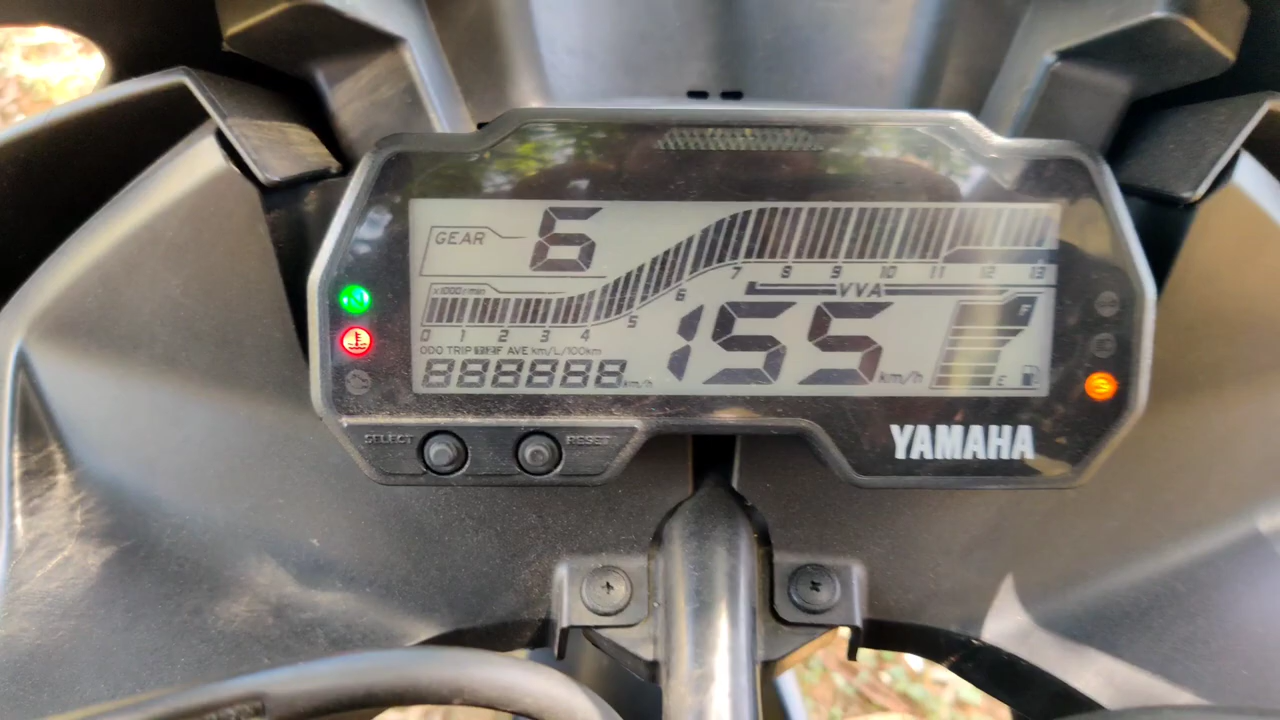 GEAR 6
x1000r/min
0 1 2 3 4 5 6 7 8 9 10 11 12 13
VVA
ODO TRIP F AVE km/L/100km
888888 km/h
155 km/h
F
E
N
SELECT
RESET
YAMAHA